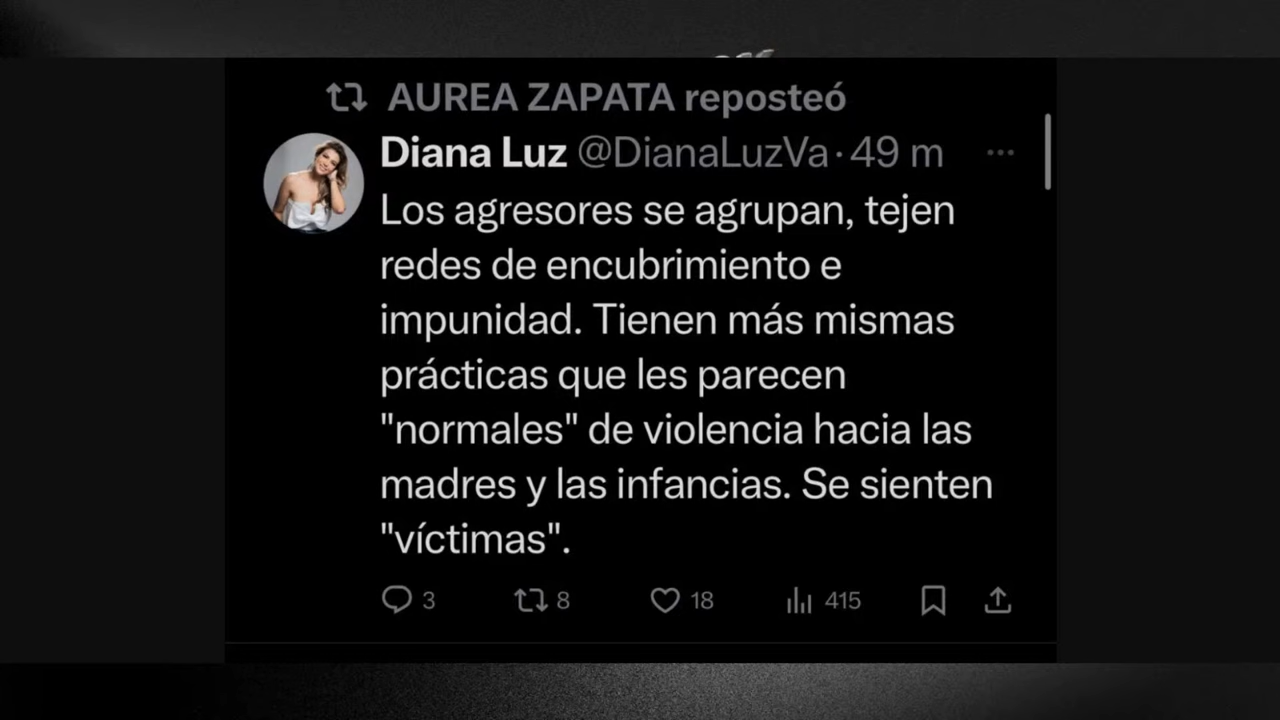 AUREA ZAPATA reposteó
Diana Luz @DianaLuzVa · 49 m
Los agresores se agrupan, tejen
redes de encubrimiento e
impunidad. Tienen más mismas
prácticas que les parecen
"normales" de violencia hacia las
madres y las infancias. Se sienten
"víctimas".
3 8 18 415